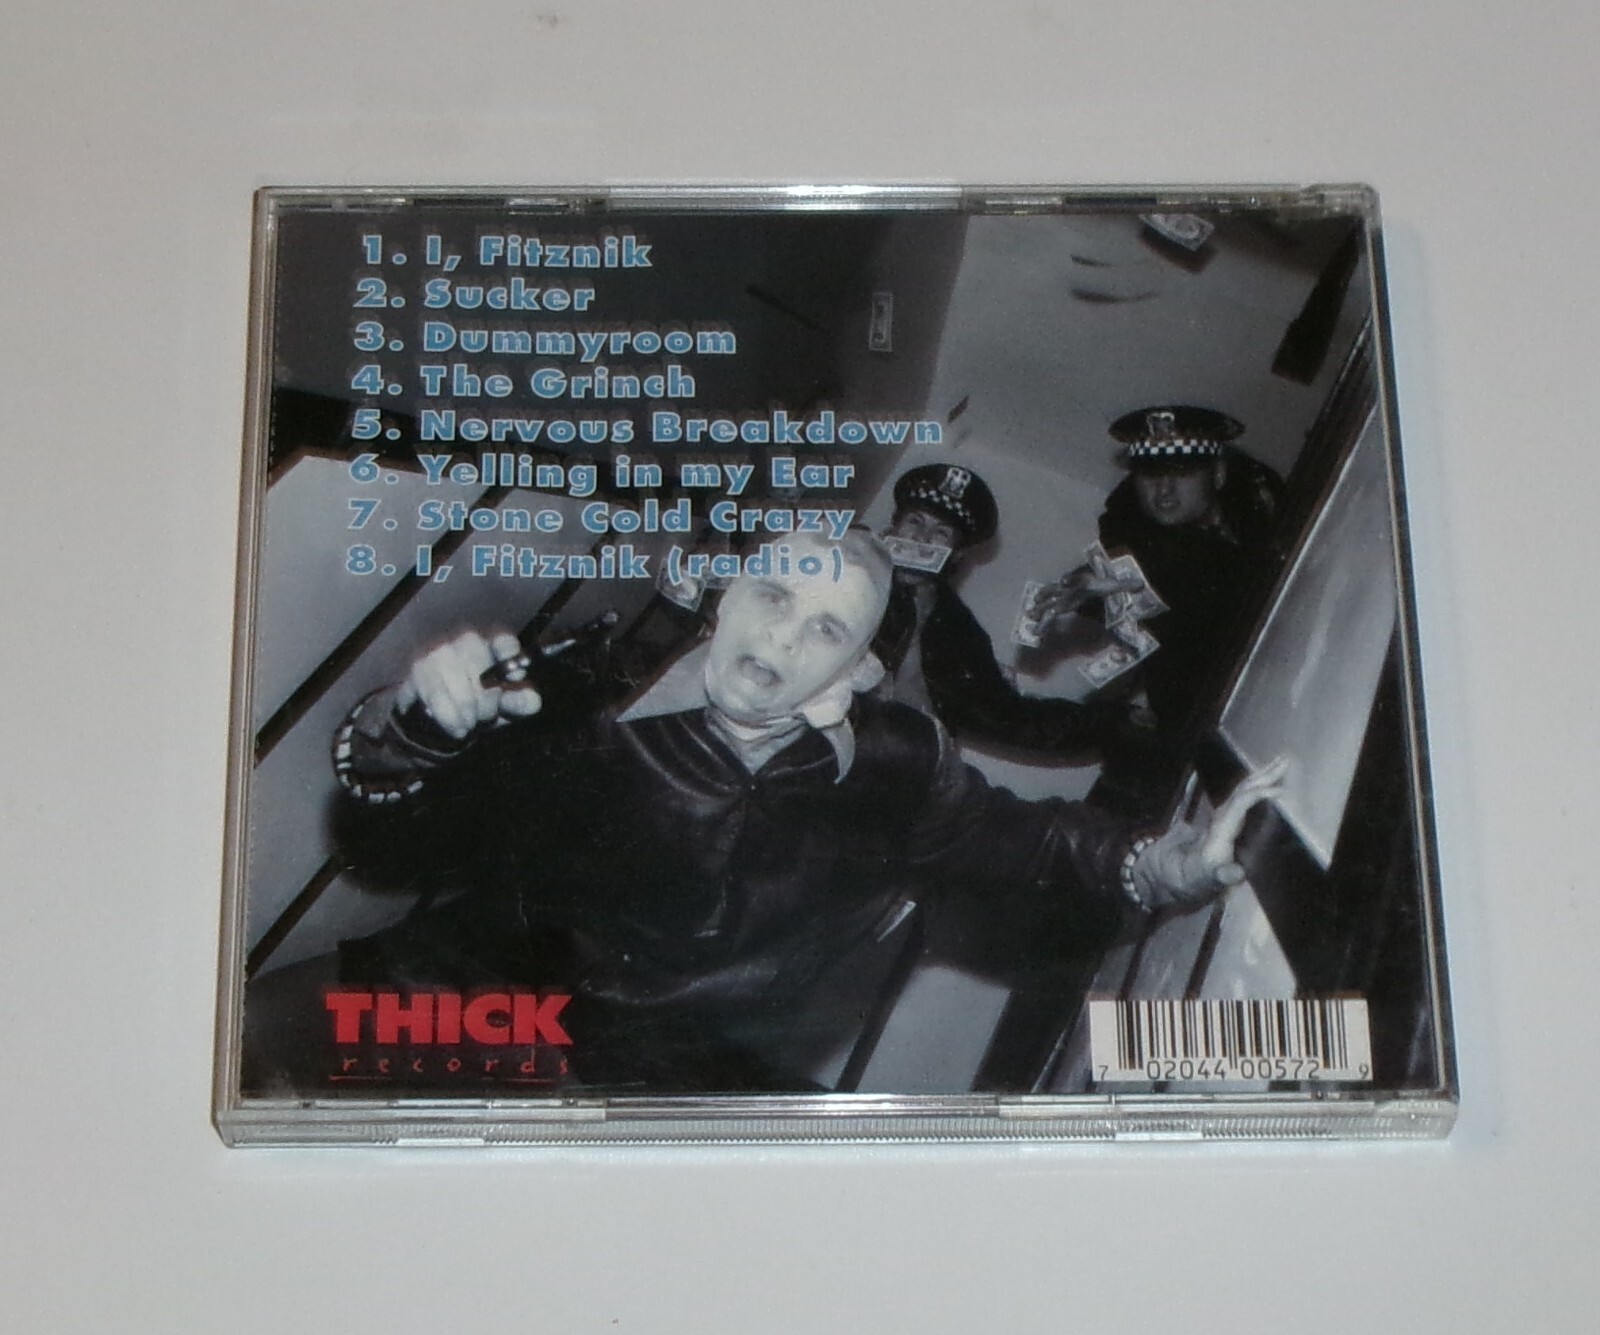 1. I, Fitznik
2. Sucker
3. Dummyroom
4. The Grinch
5. Nervous Breakdown
6. Yelling in my Ear
7. Stone Cold Crazy
8. I, Fitznik (radio)
THICK
records
7 02044 00572 9